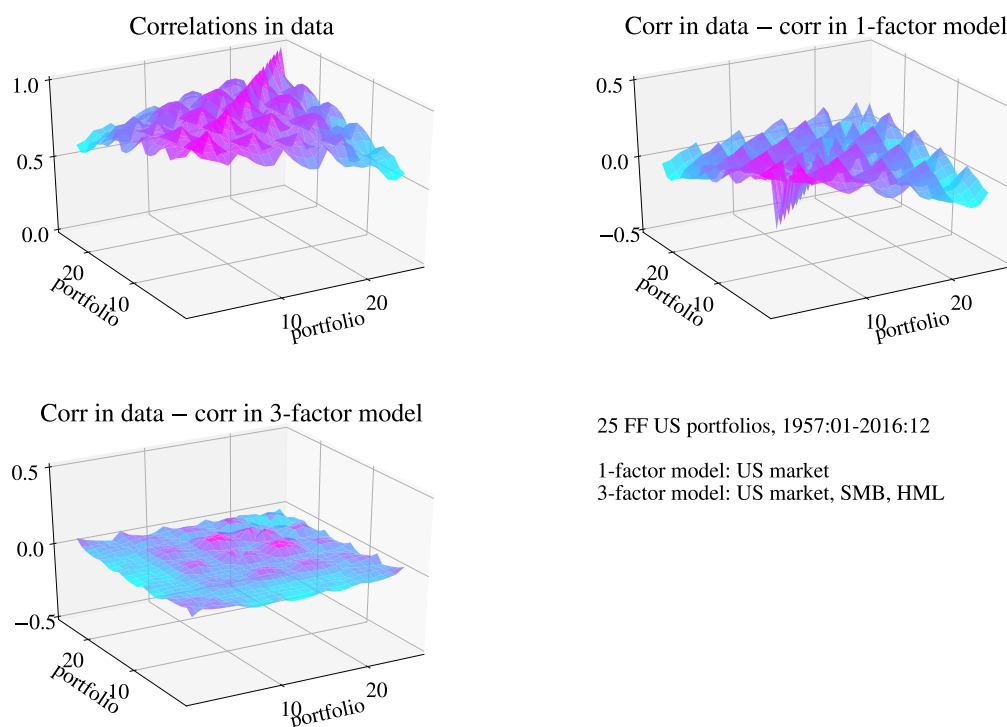 Correlations in data
1.0
0.5
0.0
20
10
portfolio
10
20
portfolio
Corr in data − corr in 1-factor model
0.5
0.0
−0.5
20
10
portfolio
10
20
portfolio
Corr in data − corr in 3-factor model
0.5
0.0
−0.5
20
10
portfolio
10
20
portfolio
25 FF US portfolios, 1957:01-2016:12
1-factor model: US market
3-factor model: US market, SMB, HML